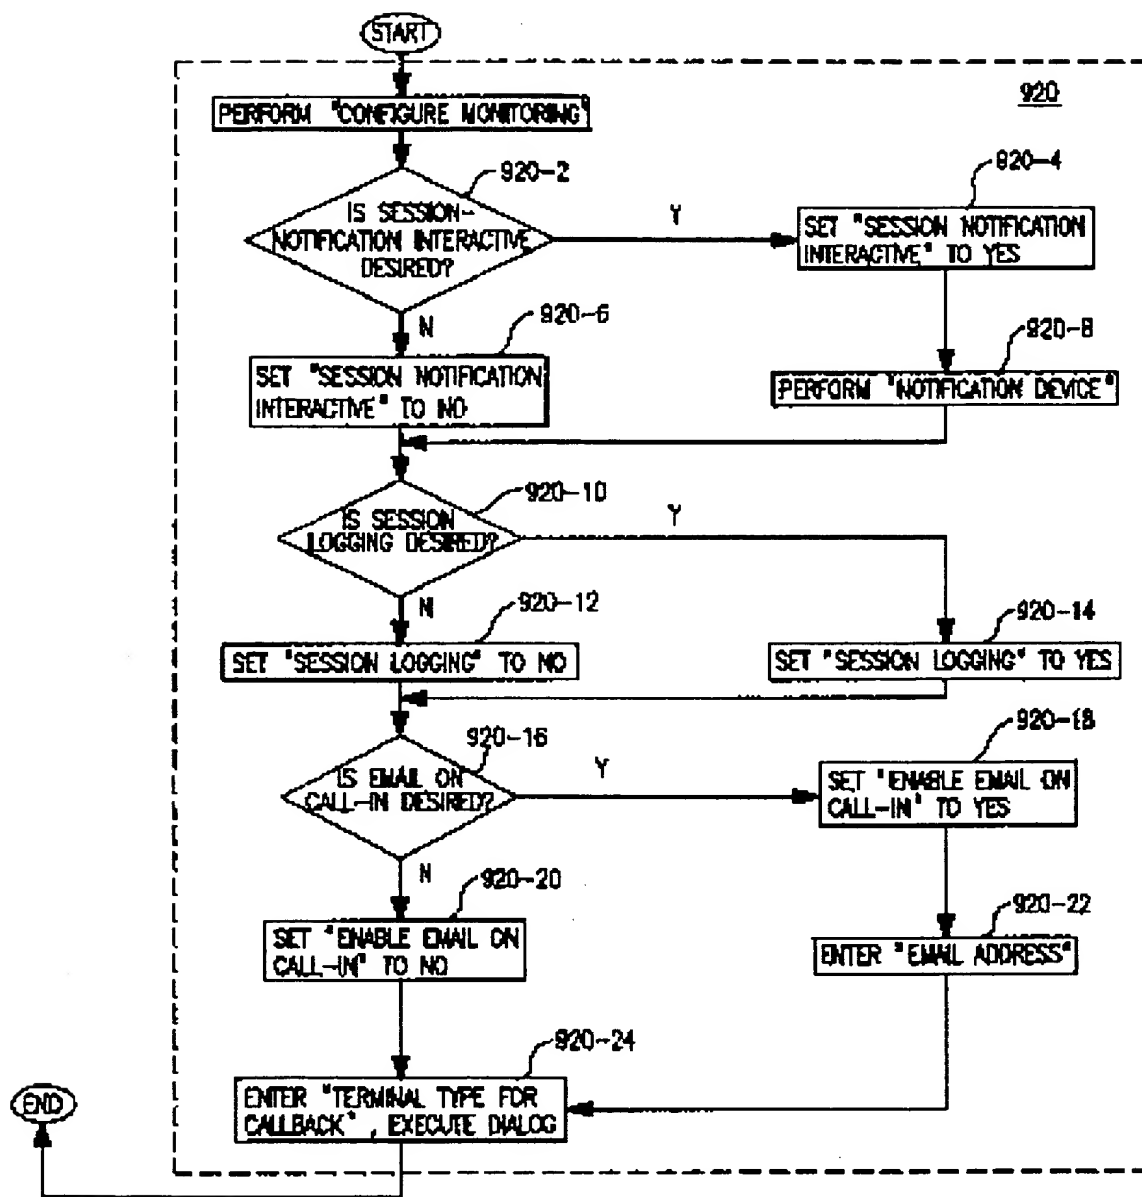 START
920
PERFORM "CONFIGURE MONITORING"
920-2
920-4
IS SESSION-
NOTIFICATION INTERACTIVE
DESIRED?
Y
SET "SESSION NOTIFICATION
INTERACTIVE" TO YES
N
920-6
920-8
SET "SESSION NOTIFICATION
INTERACTIVE" TO NO
PERFORM "NOTIFICATION DEVICE"
920-10
IS SESSION
LOGGING DESIRED?
Y
N
920-12
920-14
SET "SESSION LOGGING" TO NO
SET "SESSION LOGGING" TO YES
920-16
920-18
IS EMAIL ON
CALL-IN DESIRED?
Y
SET "ENABLE EMAIL ON
CALL-IN" TO YES
N
920-20
920-22
SET "ENABLE EMAIL ON
CALL-IN" TO NO
ENTER "EMAIL ADDRESS"
920-24
ENTER "TERMINAL TYPE FOR
CALLBACK", EXECUTE DIALOG
END